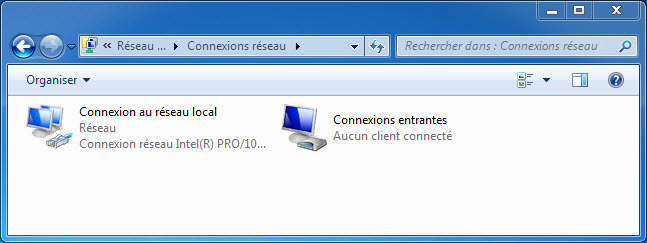 « Réseau ... Connexions réseau
Rechercher dans : Connexions réseau
Organiser
Connexion au réseau local
Réseau
Connexion réseau Intel(R) PRO/10...
Connexions entrantes
Aucun client connecté